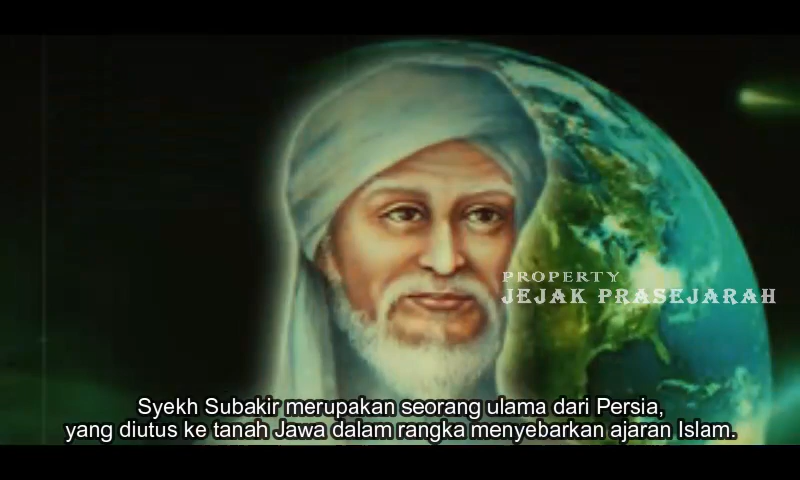 PROPERTY
JEJAK PRASEJARAH
Syekh Subakir merupakan seorang ulama dari Persia,
yang diutus ke tanah Jawa dalam rangka menyebarkan ajaran Islam.